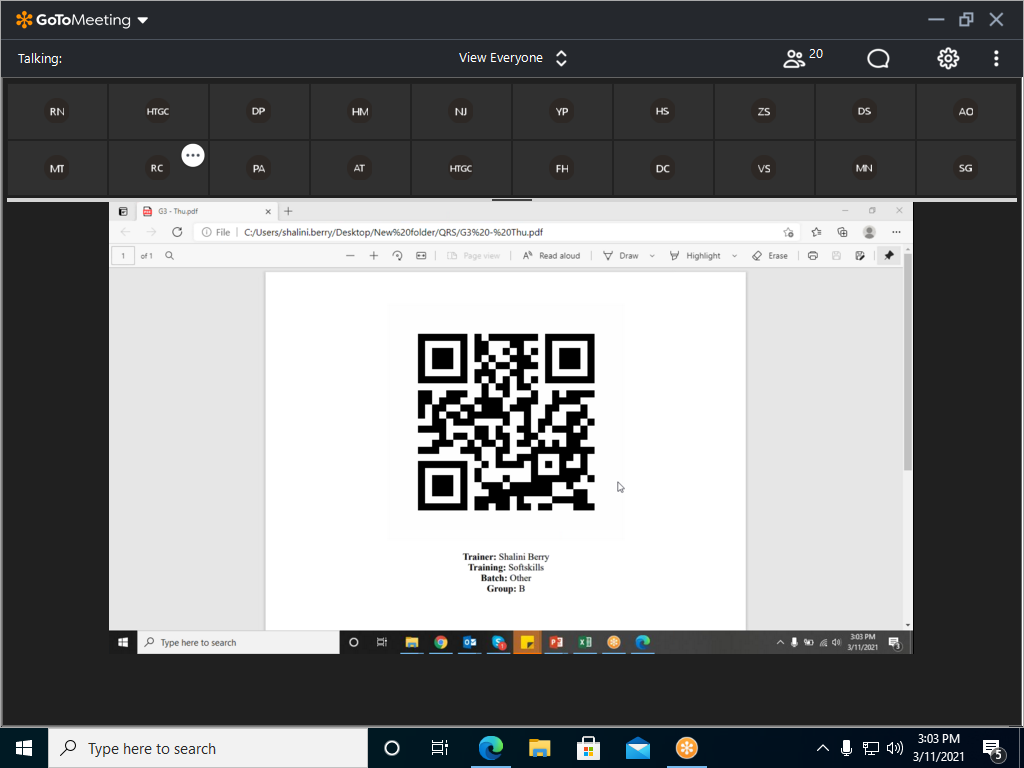 GoToMeeting
Talking:
View Everyone
20
RN HTGC DP HM NJ YP HS ZS DS AO
MT RC PA AT HTGC FH DC VS MN SG
G3 - Thu.pdf
File C:/Users/shalini.berry/Desktop/New%20folder/QRS/G3%20-%20Thu.pdf
1 of 1 Page view Read aloud Draw Highlight Erase
Trainer: Shalini Berry
Training: Softskills
Batch: Other
Group: B
Type here to search
3:03 PM
3/11/2021
Type here to search
3:03 PM
3/11/2021
5